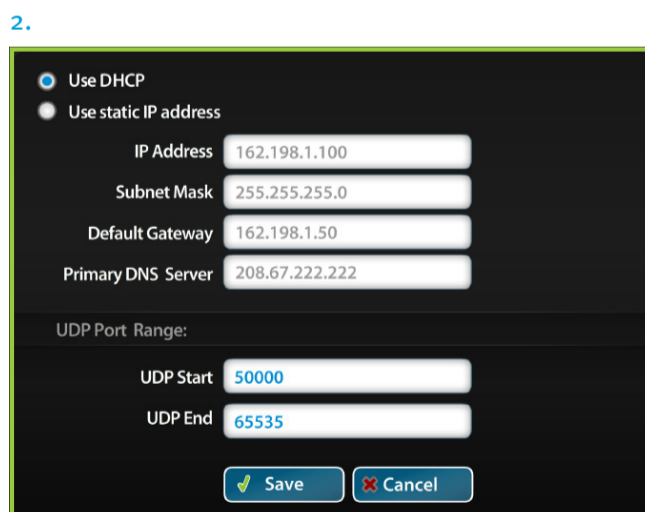 2.
Use DHCP
Use static IP address
IP Address 162.198.1.100
Subnet Mask 255.255.255.0
Default Gateway 162.198.1.50
Primary DNS Server 208.67.222.222
UDP Port Range:
UDP Start 50000
UDP End 65535
Save Cancel